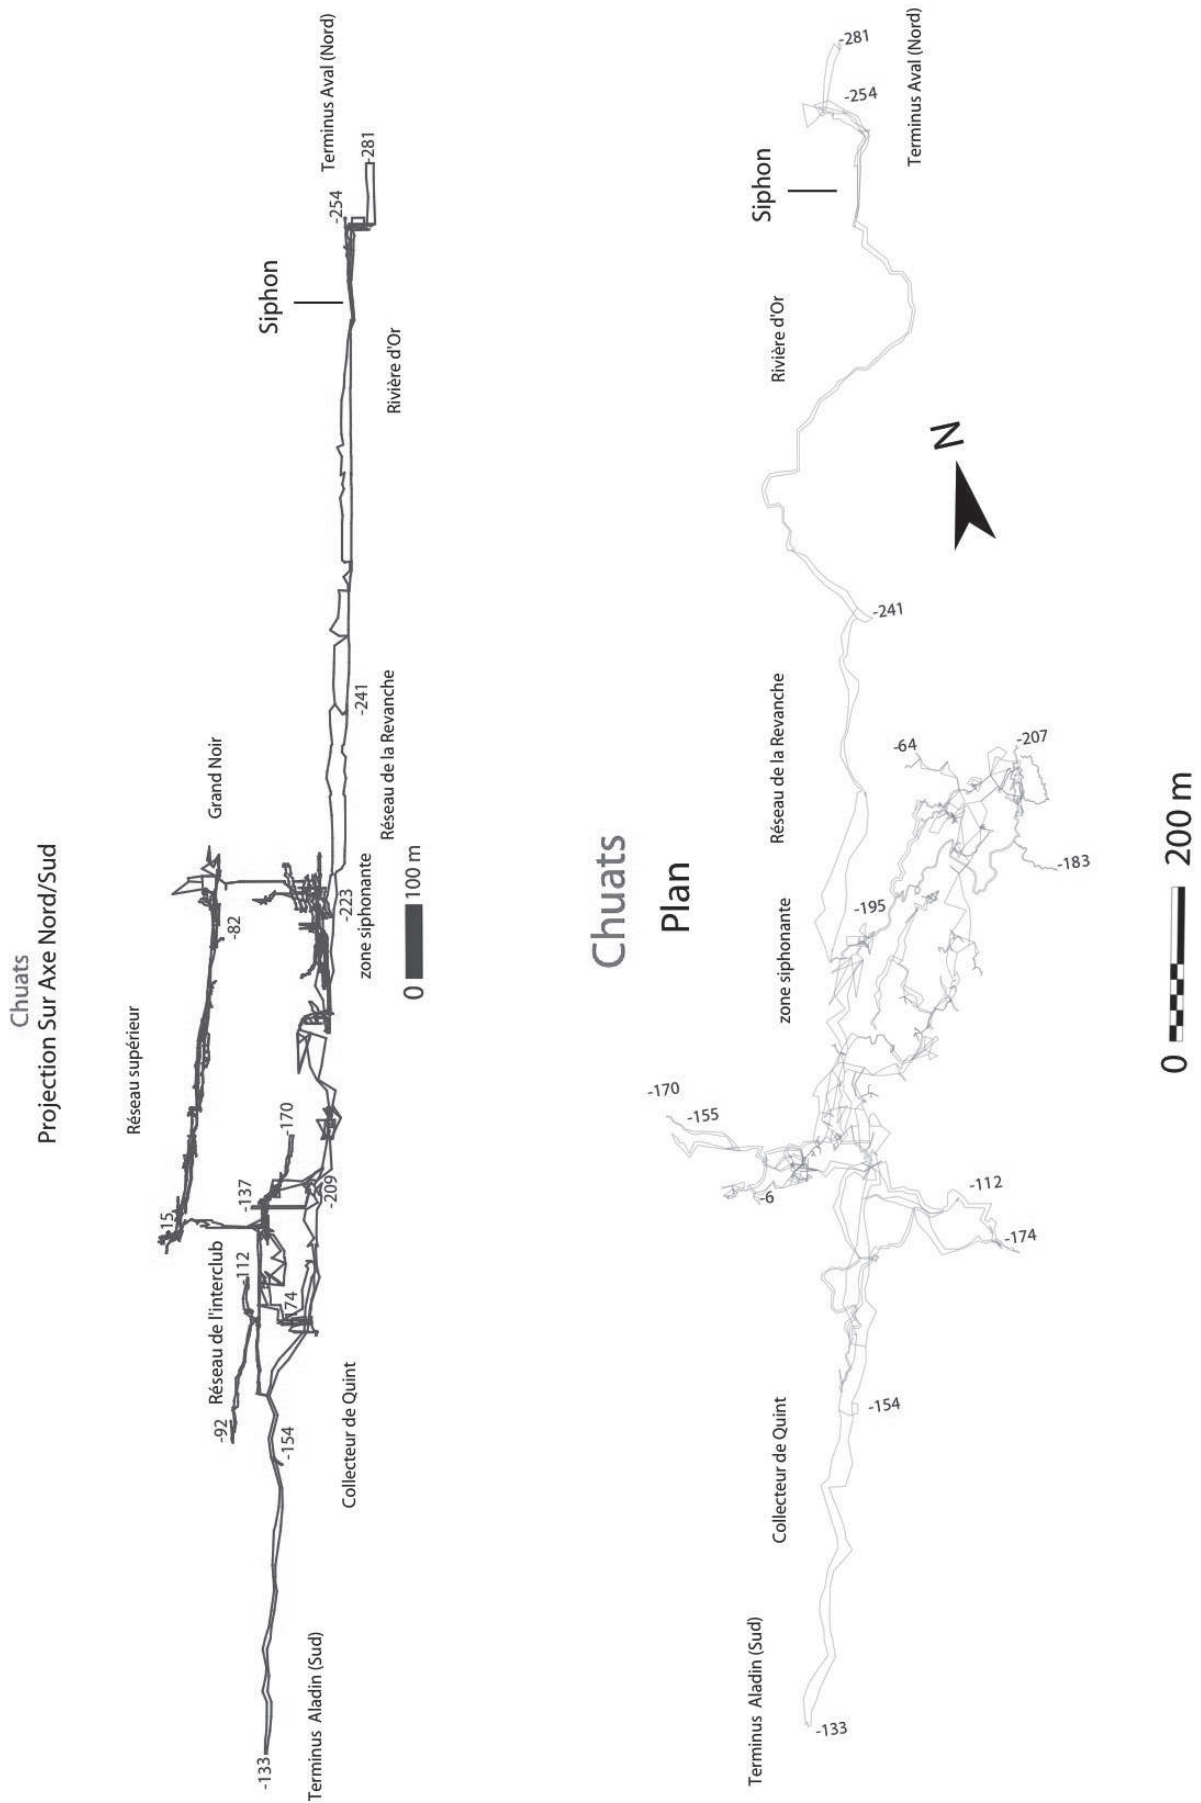 Chuats
Projection Sur Axe Nord/Sud
Réseau supérieur
Grand Noir
Siphon
Terminus Aval (Nord)
-254
-281
Rivière d'Or
-241
Réseau de la Revanche
-82
-223
zone siphonante
0
100 m
-15
-137
-170
-209
-112
Réseau de l'interclub
174
-92
-154
Collecteur de Quint
-133
Terminus Aladin (Sud)
Chuats
Plan
-281
-254
Terminus Aval (Nord)
Siphon
Rivière d'Or
N
-241
Réseau de la Revanche
-64
-207
-183
-195
zone siphonante
-170
-155
-6
-112
-174
-154
Collecteur de Quint
-133
Terminus Aladin (Sud)
0
200 m